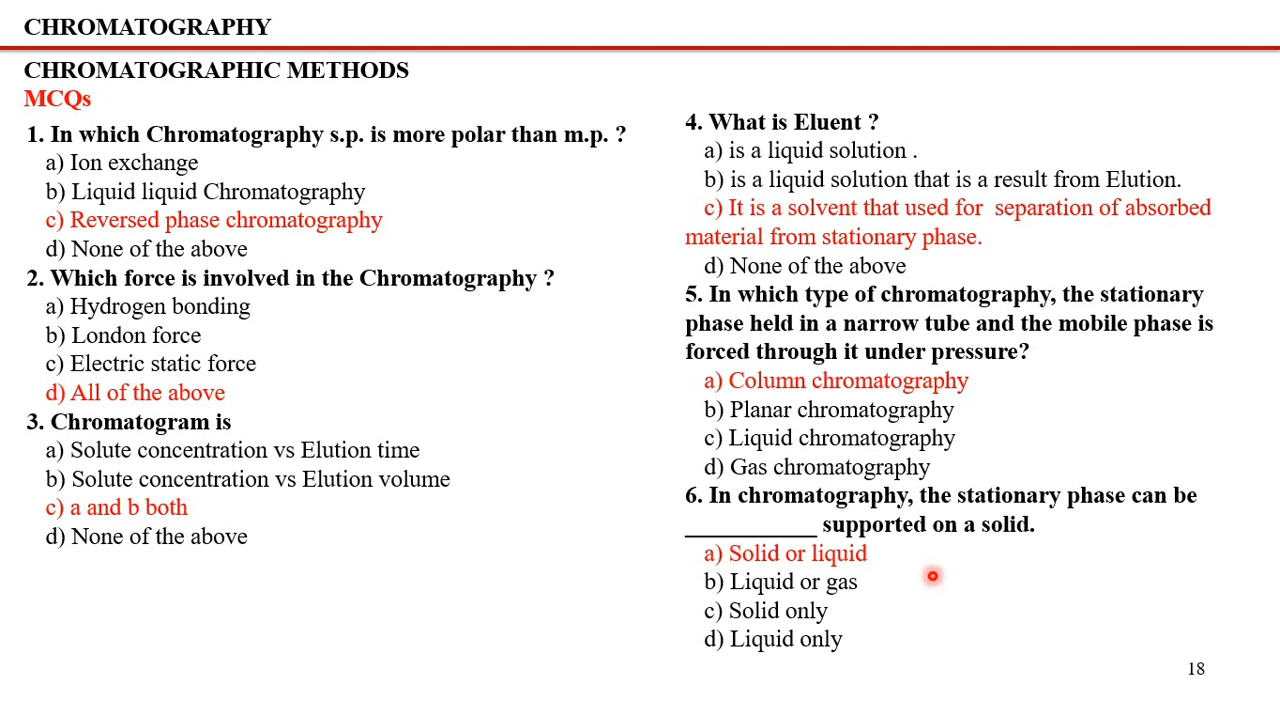 CHROMATOGRAPHY
CHROMATOGRAPHIC METHODS
MCQs
1. In which Chromatography s.p. is more polar than m.p. ?
a) Ion exchange
b) Liquid liquid Chromatography
c) Reversed phase chromatography
d) None of the above
2. Which force is involved in the Chromatography ?
a) Hydrogen bonding
b) London force
c) Electric static force
d) All of the above
3. Chromatogram is
a) Solute concentration vs Elution time
b) Solute concentration vs Elution volume
c) a and b both
d) None of the above
4. What is Eluent ?
a) is a liquid solution .
b) is a liquid solution that is a result from Elution.
c) It is a solvent that used for separation of absorbed
material from stationary phase.
d) None of the above
5. In which type of chromatography, the stationary
phase held in a narrow tube and the mobile phase is
forced through it under pressure?
a) Column chromatography
b) Planar chromatography
c) Liquid chromatography
d) Gas chromatography
6. In chromatography, the stationary phase can be
___________ supported on a solid.
a) Solid or liquid
b) Liquid or gas
c) Solid only
d) Liquid only
18